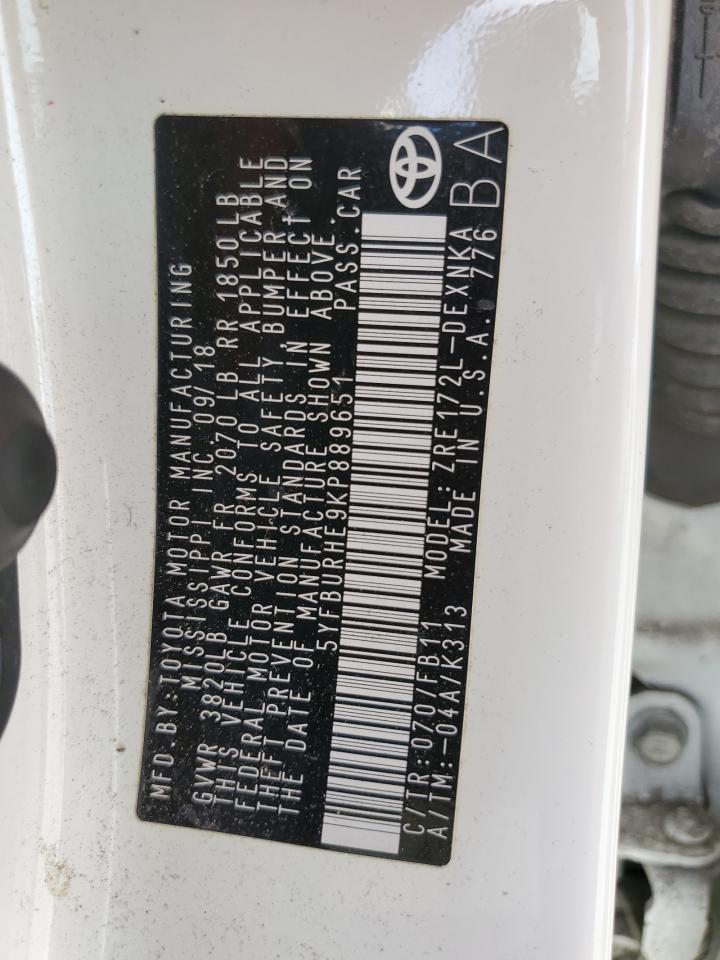 MFD.BY:TOYOTA MOTOR MANUFACTURING
MISSISSIPPI INC. 09/18
GVWR 3820LB GAWR FR 2070 LB RR 1850LB
THIS VEHICLE CONFORMS TO ALL APPLICABLE
FEDERAL MOTOR VEHICLE SAFETY, BUMPER, AND
THEFT PREVENTION STANDARDS IN EFFECT ON
THE DATE OF MANUFACTURE SHOWN ABOVE.
5YFBURHE9KP889651 PASS.CAR
C/TR:070/FB11 MODEL:ZRE172L-DEXNKA
A/TM:-04A/K313 MADE IN U.S.A. 776
BA